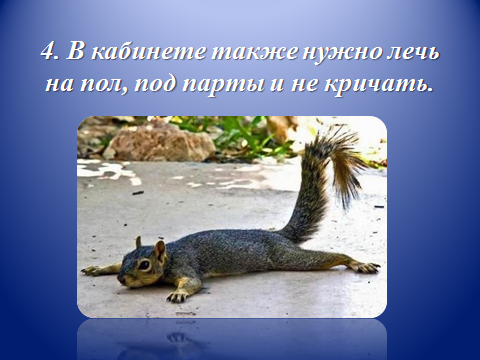 4. В кабинете также нужно лечь
на пол, под парты и не кричать.